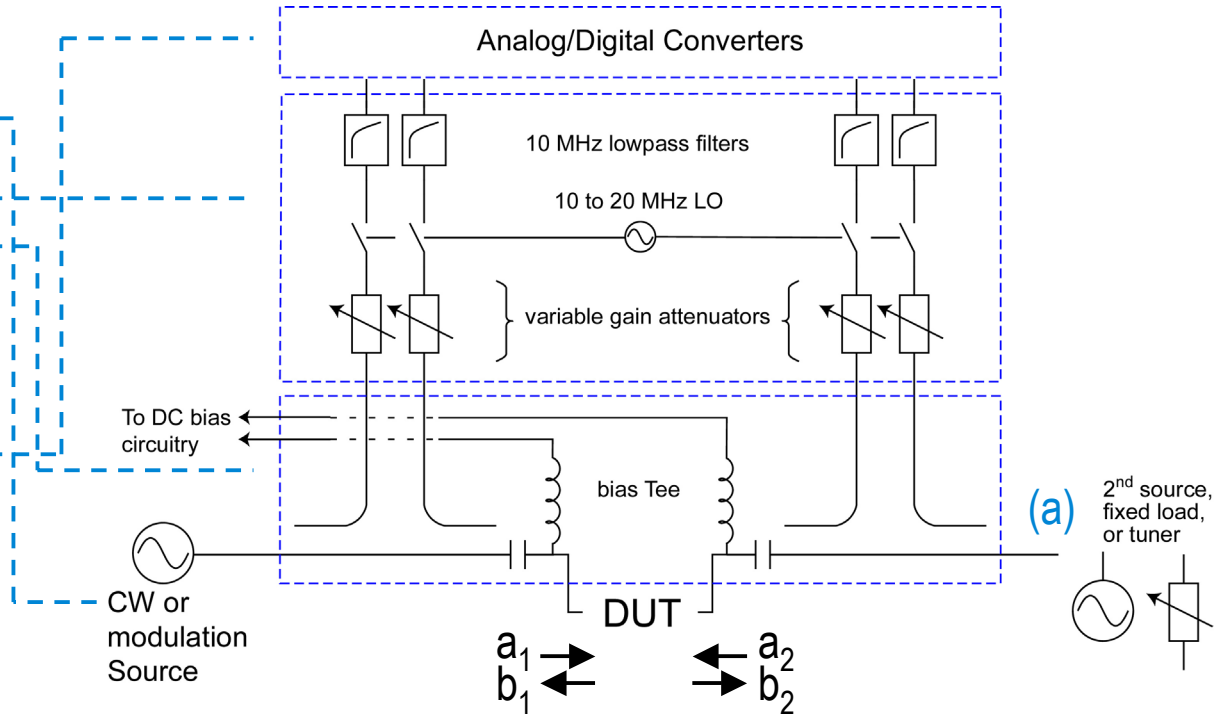 Analog/Digital Converters
10 MHz lowpass filters
10 to 20 MHz LO
variable gain attenuators
To DC bias
circuitry
bias Tee
(a)
2nd source,
fixed load,
or tuner
CW or
modulation
Source
DUT
a1
a2
b1
b2